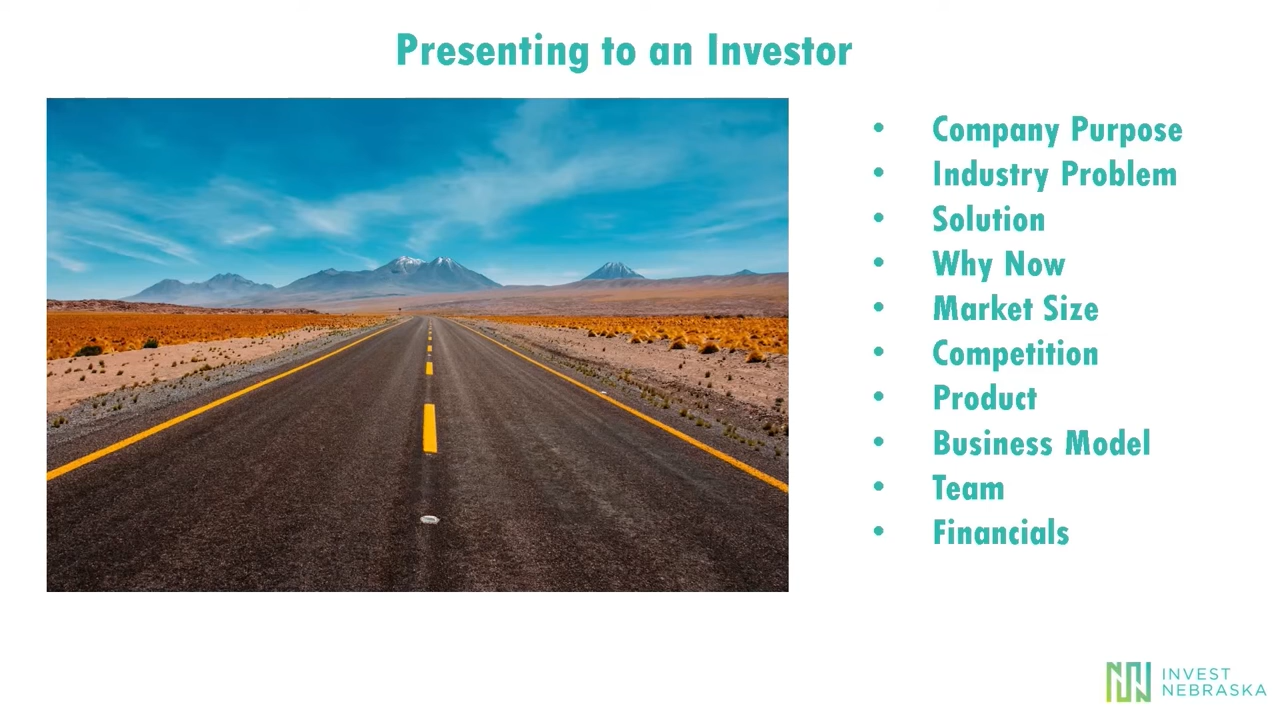 Presenting to an Investor
• Company Purpose
• Industry Problem
• Solution
• Why Now
• Market Size
• Competition
• Product
• Business Model
• Team
• Financials
INVEST
NEBRASKA